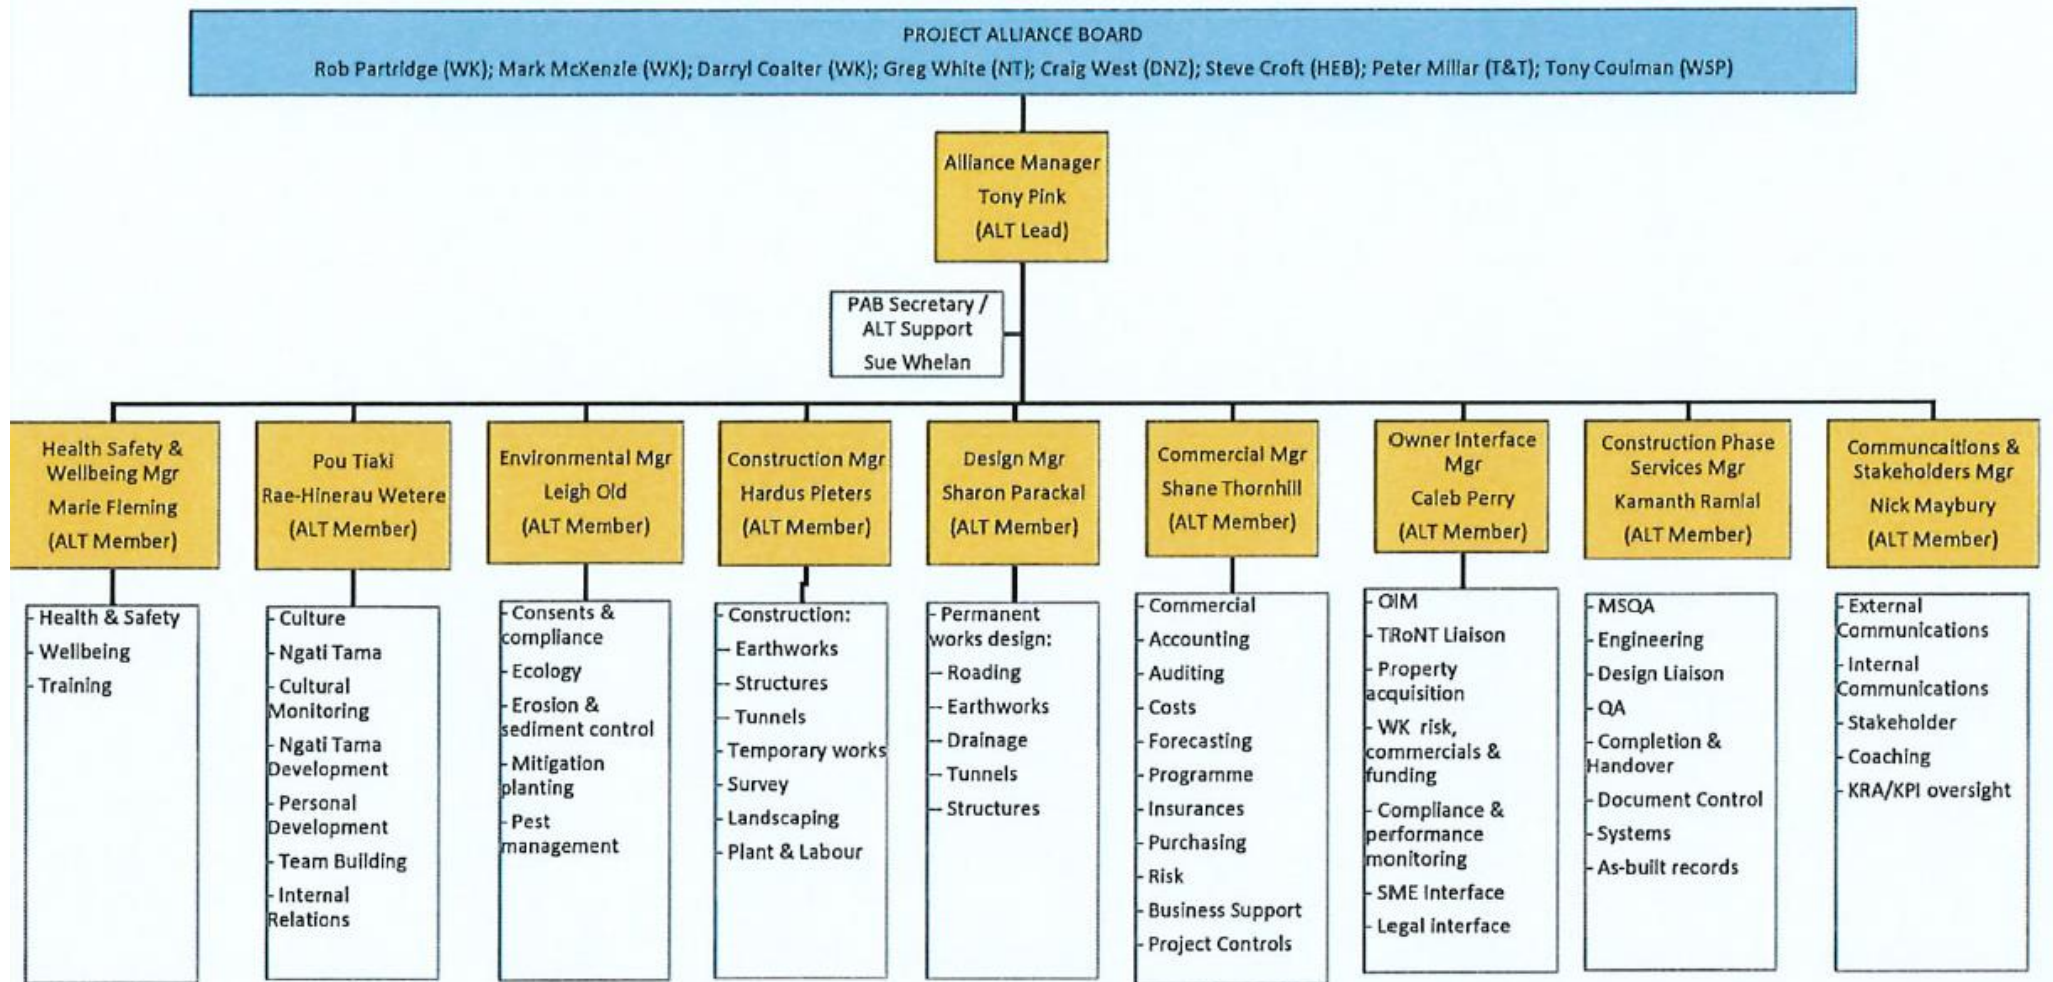 PROJECT ALLIANCE BOARD
Rob Partridge (WK); Mark McKenzie (WK); Darryl Coalter (WK); Greg White (NT); Craig West (DNZ); Steve Croft (HEB); Peter Millar (T&T); Tony Coulman (WSP)
Alliance Manager
Tony Pink
(ALT Lead)
PAB Secretary /
ALT Support
Sue Whelan
Health Safety &
Wellbeing Mgr
Marie Fleming
(ALT Member)
- Health & Safety
- Wellbeing
- Training
Pou Tiaki
Rae-Hinerau Wetere
(ALT Member)
- Culture
- Ngati Tama
- Cultural
Monitoring
- Ngati Tama
Development
- Personal
Development
- Team Building
- Internal
Relations
Environmental Mgr
Leigh Old
(ALT Member)
- Consents &
compliance
- Ecology
- Erosion &
sediment control
- Mitigation
planting
- Pest
management
Construction Mgr
Hardus Pieters
(ALT Member)
- Construction:
-- Earthworks
-- Structures
-- Tunnels
- Temporary works
- Survey
- Landscaping
- Plant & Labour
Design Mgr
Sharon Parackal
(ALT Member)
- Permanent
works design:
-- Roading
-- Earthworks
-- Drainage
-- Tunnels
-- Structures
Commercial Mgr
Shane Thornhill
(ALT Member)
- Commercial
- Accounting
- Auditing
- Costs
- Forecasting
- Programme
- Insurances
- Purchasing
- Risk
- Business Support
- Project Controls
Owner Interface
Mgr
Caleb Perry
(ALT Member)
- OIM
- TRoNT Liaison
- Property
acquisition
- WK risk,
commercials &
funding
- Compliance &
performance
monitoring
- SME Interface
- Legal interface
Construction Phase
Services Mgr
Kamanth Ramlal
(ALT Member)
- MSQA
- Engineering
- Design Liaison
- QA
- Completion &
Handover
- Document Control
- Systems
- As-built records
Communcaitions &
Stakeholders Mgr
Nick Maybury
(ALT Member)
- External
Communications
- Internal
Communications
- Stakeholder
- Coaching
- KRA/KPI oversight